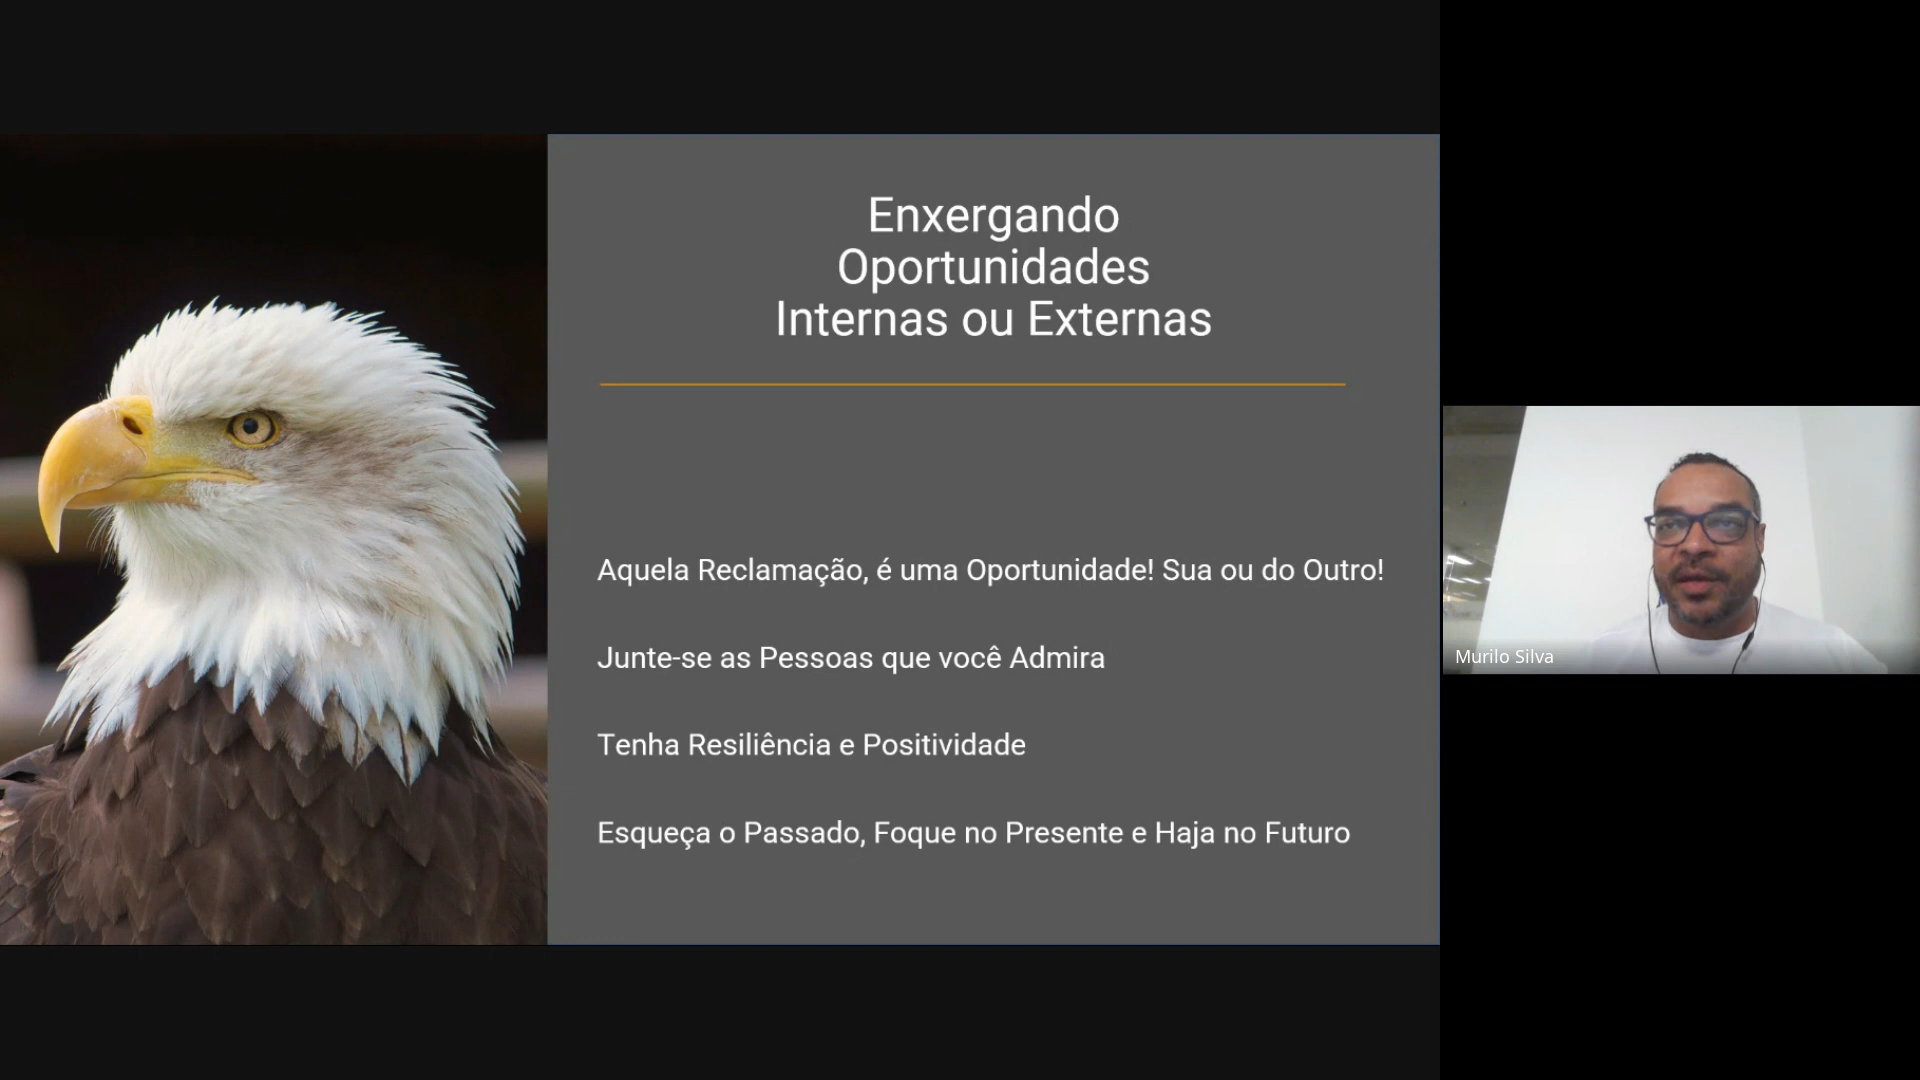 Enxergando
Oportunidades
Internas ou Externas
Aquela Reclamação, é uma Oportunidade! Sua ou do Outro!
Junte-se as Pessoas que você Admira
Tenha Resiliência e Positividade
Esqueça o Passado, Foque no Presente e Haja no Futuro
Murilo Silva